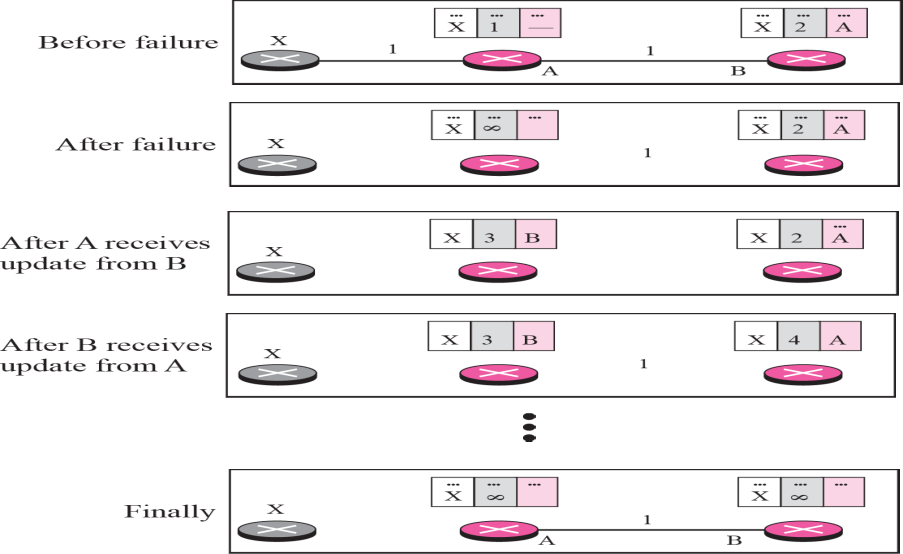 Before failure
X
1
... ... ...
X 1 —
A
1
B
... ... ...
X 2 A
After failure
X
... ... ...
X ∞
1
... ... ...
X 2 A
After A receives
update from B
X
X 3 B
...
X 2 A
After B receives
update from A
X
X 3 B
1
X 4 A
Finally
X
... ... ...
X ∞
A
1
B
... ... ...
X ∞